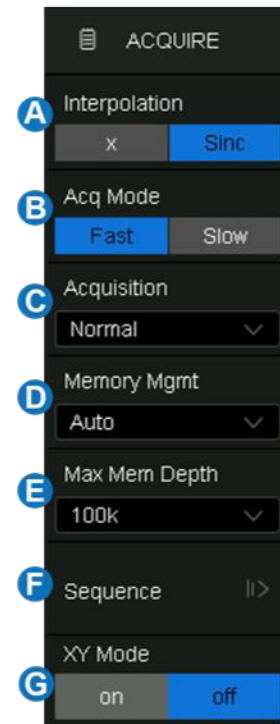 ACQUIRE
A
Interpolation
x Sinc
B
Acq Mode
Fast Slow
C
Acquisition
Normal
D
Memory Mgmt
Auto
E
Max Mem Depth
100k
F
Sequence
XY Mode
G
on off